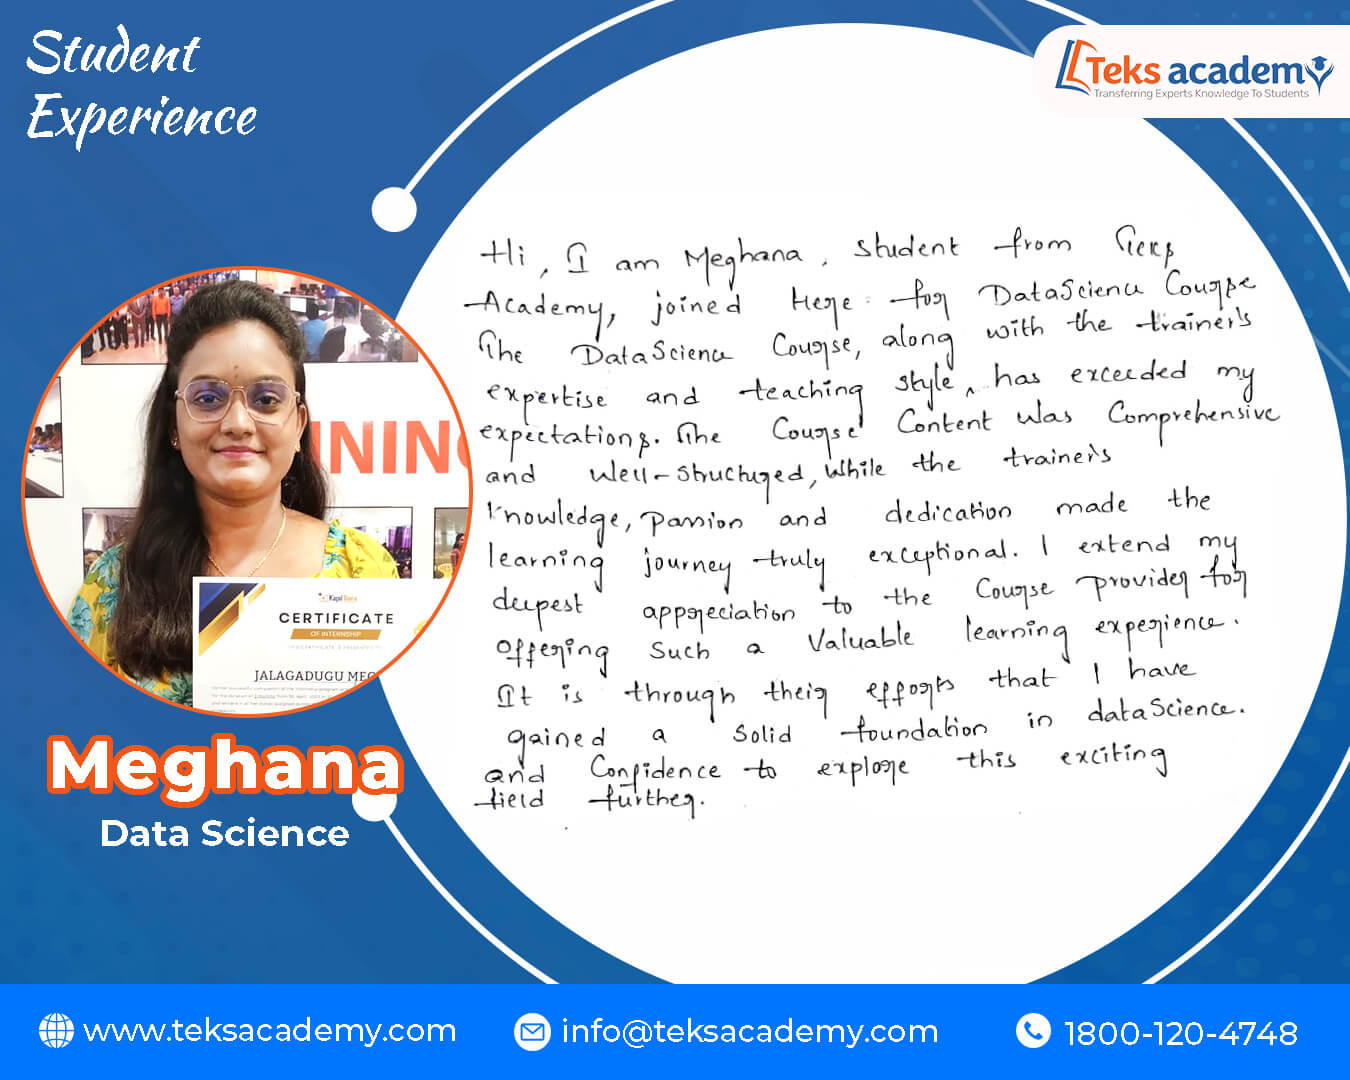 Student
Experience
Teks academy
Transferring Experts Knowledge To Students
Hi, I am Meghana, student from Teks
Academy, joined Here for DataScience Course
The DataScience Course, along with the trainer's
expertise and teaching style, has exceeded my
expectations. The Course Content was Comprehensive
and well-structured, while the trainer's
knowledge, passion and dedication made the
learning journey truly exceptional. I extend my
deepest appreciation to the Course provider for
offering such a valuable learning experience.
It is through their efforts that I have
gained a solid foundation in dataScience.
and Confidence to explore this exciting
field further.
NING
Kapil
CERTIFICATE
OF INTERNSHIP
JALAGADUGU MEG
Meghana
Data Science
www.teksacademy.com
info@teksacademy.com
1800-120-4748